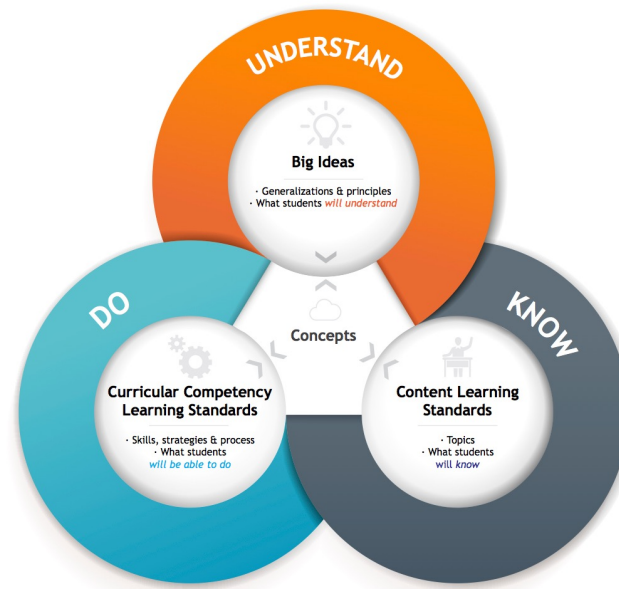 UNDERSTAND
Big Ideas
· Generalizations & principles
· What students will understand
Concepts
DO
Curricular Competency
Learning Standards
· Skills, strategies & process
· What students
will be able to do
KNOW
Content Learning
Standards
· Topics
· What students
will know